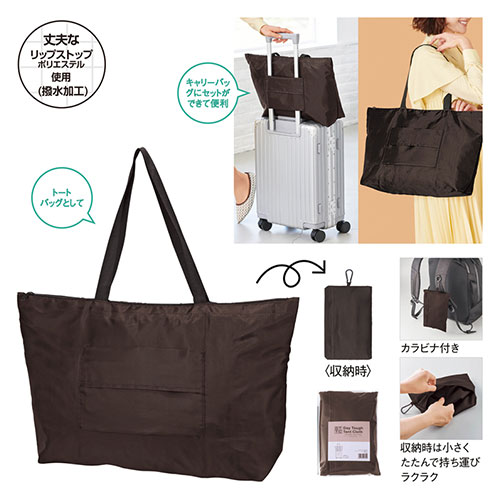 丈夫な
リップストップ
ポリエステル
使用
(撥水加工)
キャリーバッ
グにセットが
できて便利
トート
バッグとして
〈収納時〉
カラビナ付き
収納時は小さく
たたんで持ち運び
ラクラク